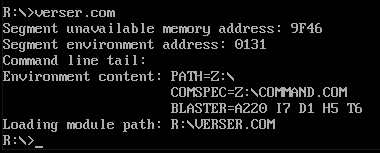 R:\>verser.com
Segment unavailable memory address: 9F46
Segment environment address: 0131
Command line tail:
Environment content: PATH=Z:\
COMSPEC=Z:\COMMAND.COM
BLASTER=A220 I7 D1 H5 T6
Loading module path: R:\VERSER.COM
R:\>_